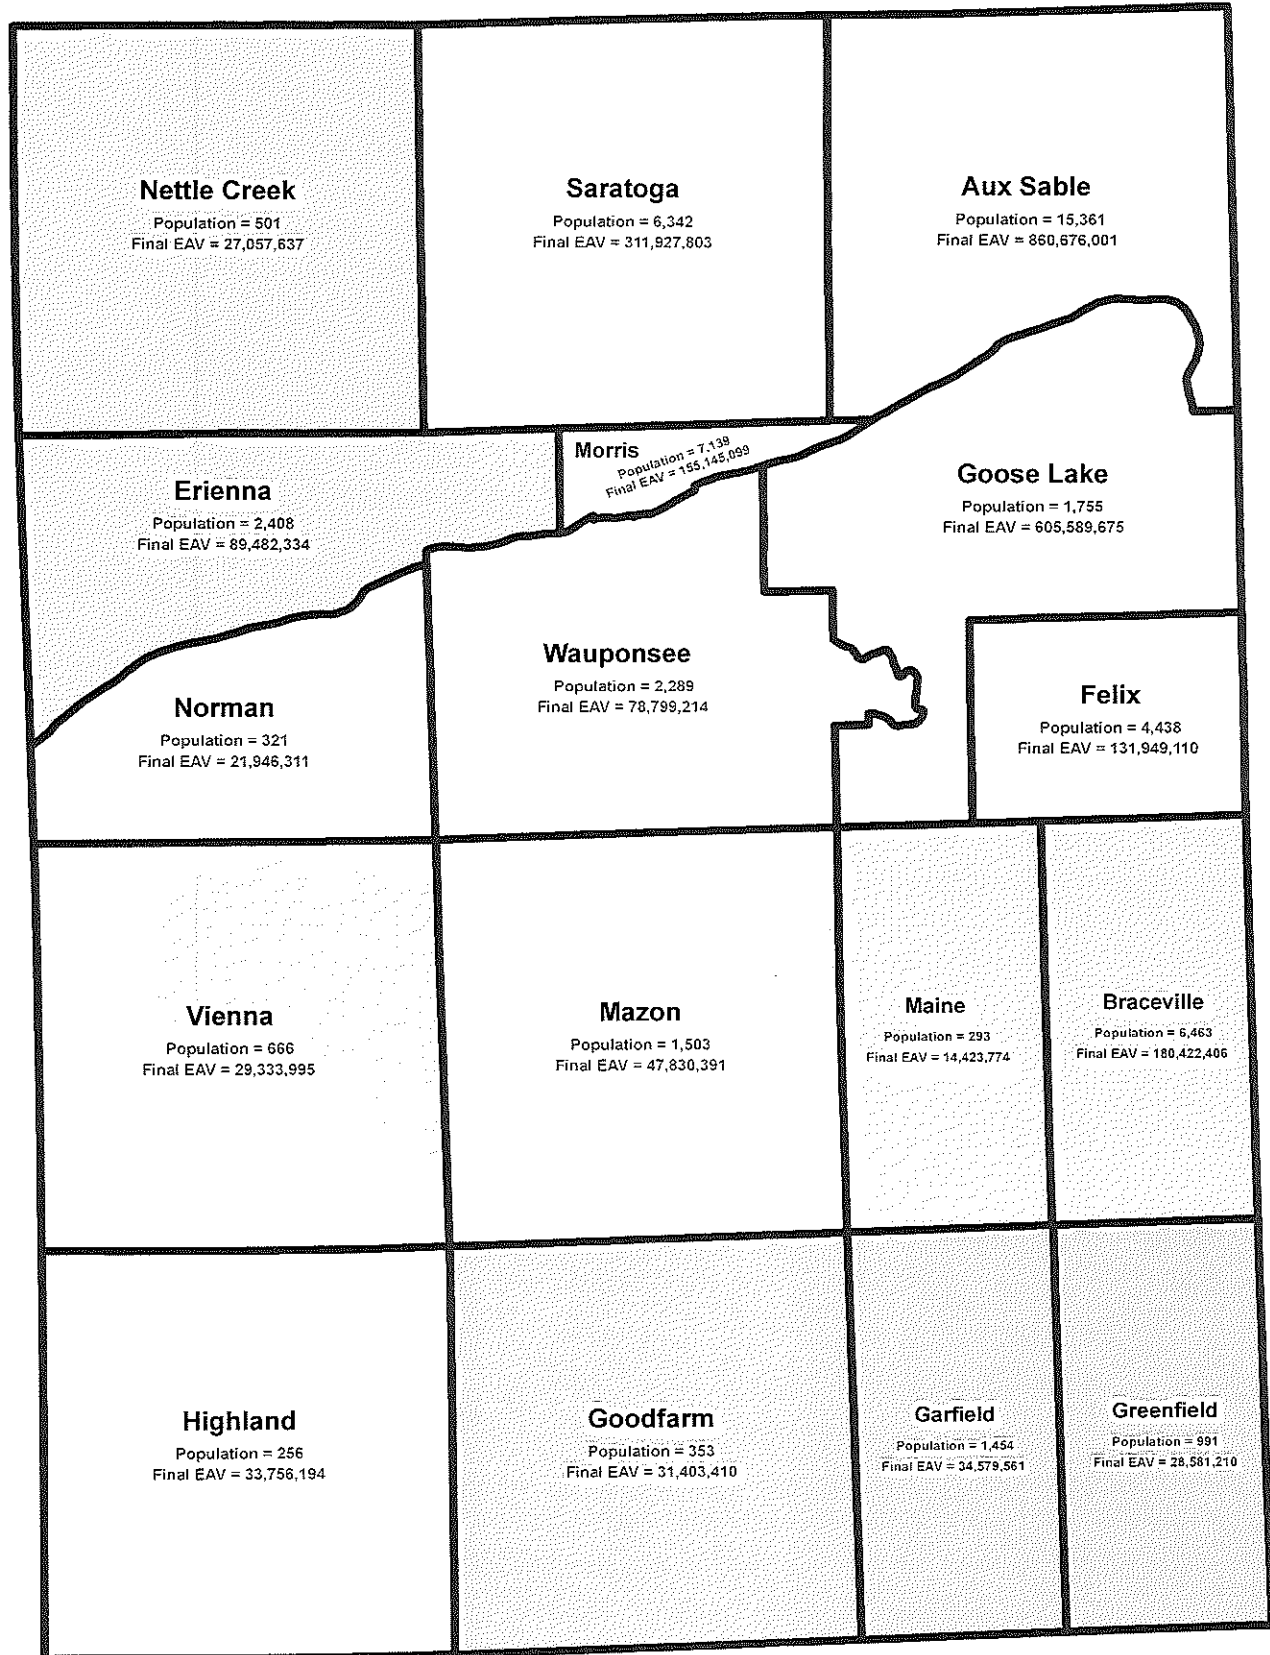 Nettle Creek
Population = 501
Final EAV = 27,057,637
Saratoga
Population = 6,342
Final EAV = 311,927,803
Aux Sable
Population = 15,361
Final EAV = 860,676,001
Erienna
Population = 2,408
Final EAV = 89,482,334
Morris
Population = 7,139
Final EAV = 155,145,099
Goose Lake
Population = 1,755
Final EAV = 605,589,675
Norman
Population = 321
Final EAV = 21,946,311
Wauponsee
Population = 2,289
Final EAV = 78,799,214
Felix
Population = 4,438
Final EAV = 131,949,110
Vienna
Population = 666
Final EAV = 29,333,995
Mazon
Population = 1,503
Final EAV = 47,830,391
Maine
Population = 293
Final EAV = 14,423,774
Braceville
Population = 6,463
Final EAV = 180,422,406
Highland
Population = 256
Final EAV = 33,756,194
Goodfarm
Population = 353
Final EAV = 31,403,410
Garfield
Population = 1,454
Final EAV = 34,579,561
Greenfield
Population = 991
Final EAV = 28,581,210